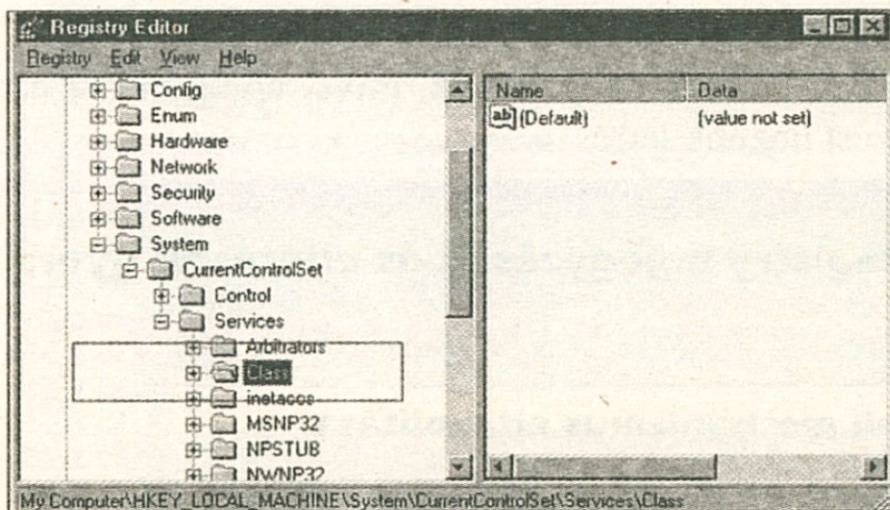 Registry Editor
Registry Edit View Help
Config
Enum
Hardware
Network
Security
Software
System
CurrentControlSet
Control
Services
Arbitrators
Class
inetaccs
MSNP32
NPSTUB
NWNP32
Name Data
ab (Default) (value not set)
My Computer\HKEY_LOCAL_MACHINE\System\CurrentControlSet\Services\Class